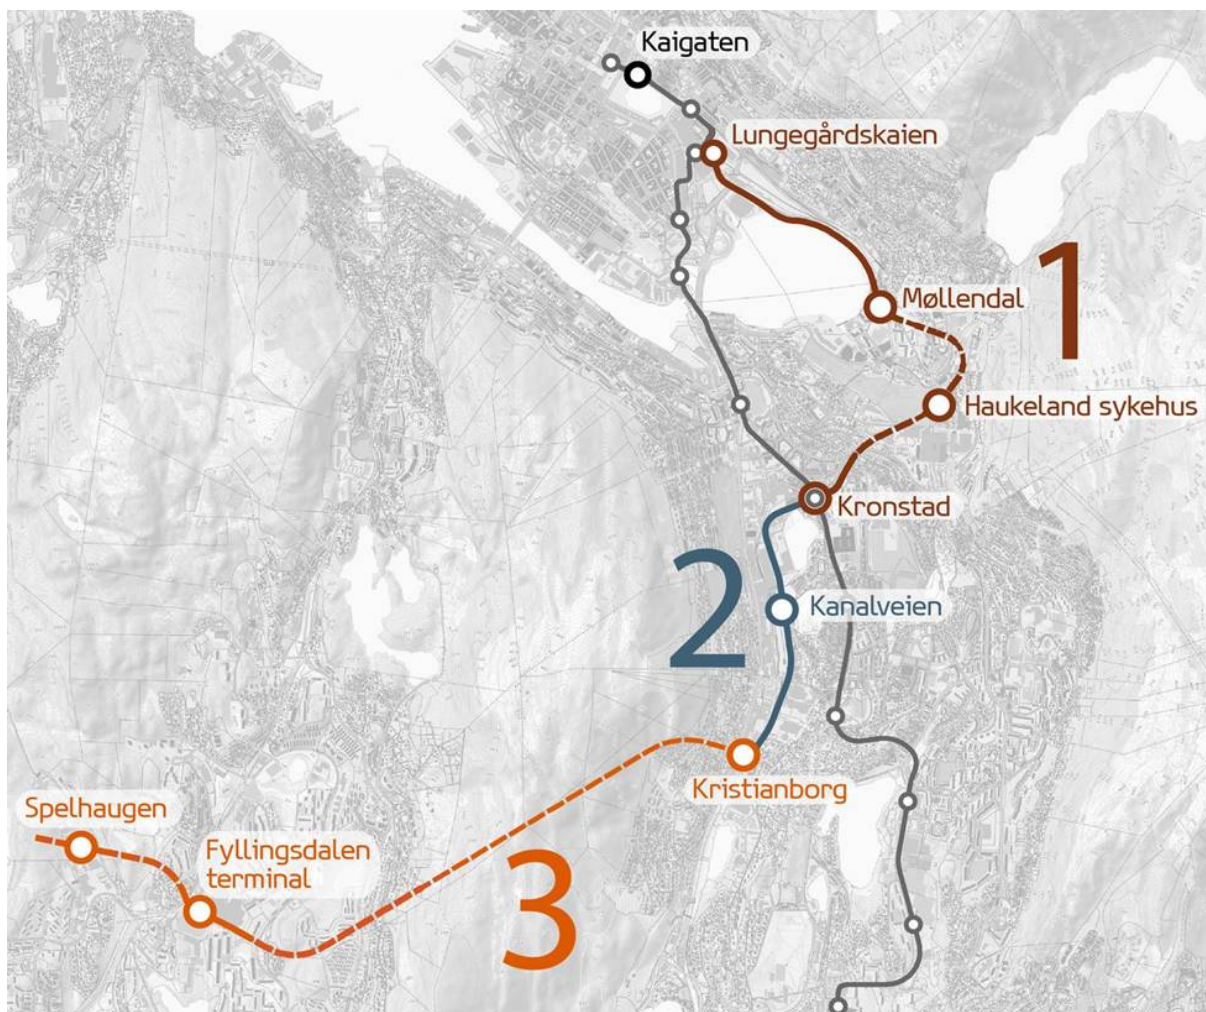 Kaigaten
Lungegårdskaien
1
Møllendal
Haukeland sykehus
Kronstad
2
Kanalveien
Kristianborg
Spelhaugen
Fyllingsdalen
terminal
3